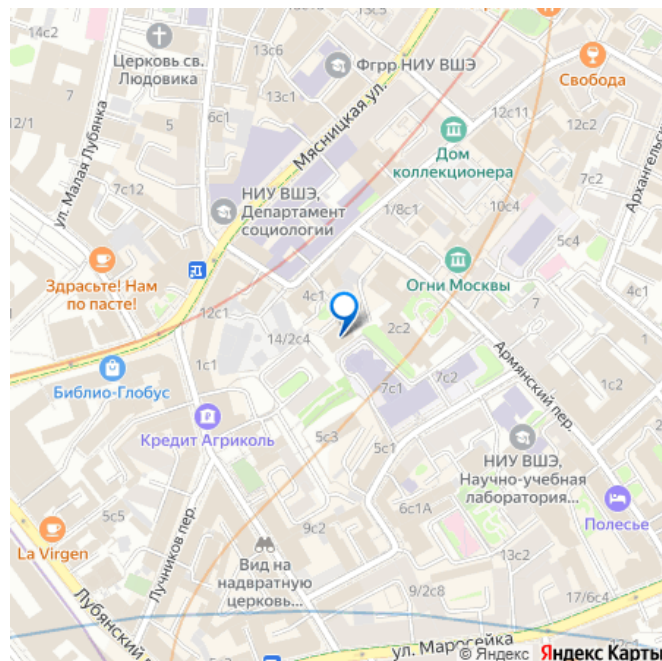 13с6
Фгрр НИУ ВШЭ
Церковь св.
Людовика
13с1
Свобода
7
6с1
12с11
12/1
5
Мясницкая ул.
12с2
Дом
коллекционера
ул. Малая Лубянка
7с12
7с2
НИУ ВШЭ,
Департамент
социологии
1/8с1
10с4
5с4
Здрасьте! Нам
по пасте!
4с1
Огни Москвы
7
12с1
14/2с4
2с2
1с1
Армянский пер.
Библио-Глобус
7с1
7с2
1с2
Кредит Агриколь
5с3
5с1
НИУ ВШЭ,
Научно-учебная
лаборатория...
5с5
6с1А
Полесье
La Virgen
Лучников пер.
9с2
13с2
Вид на
надвратную
церковь...
9/2с8
17/6с4
ул. Маросейка
12с1
© Яндекс Яндекс Карты